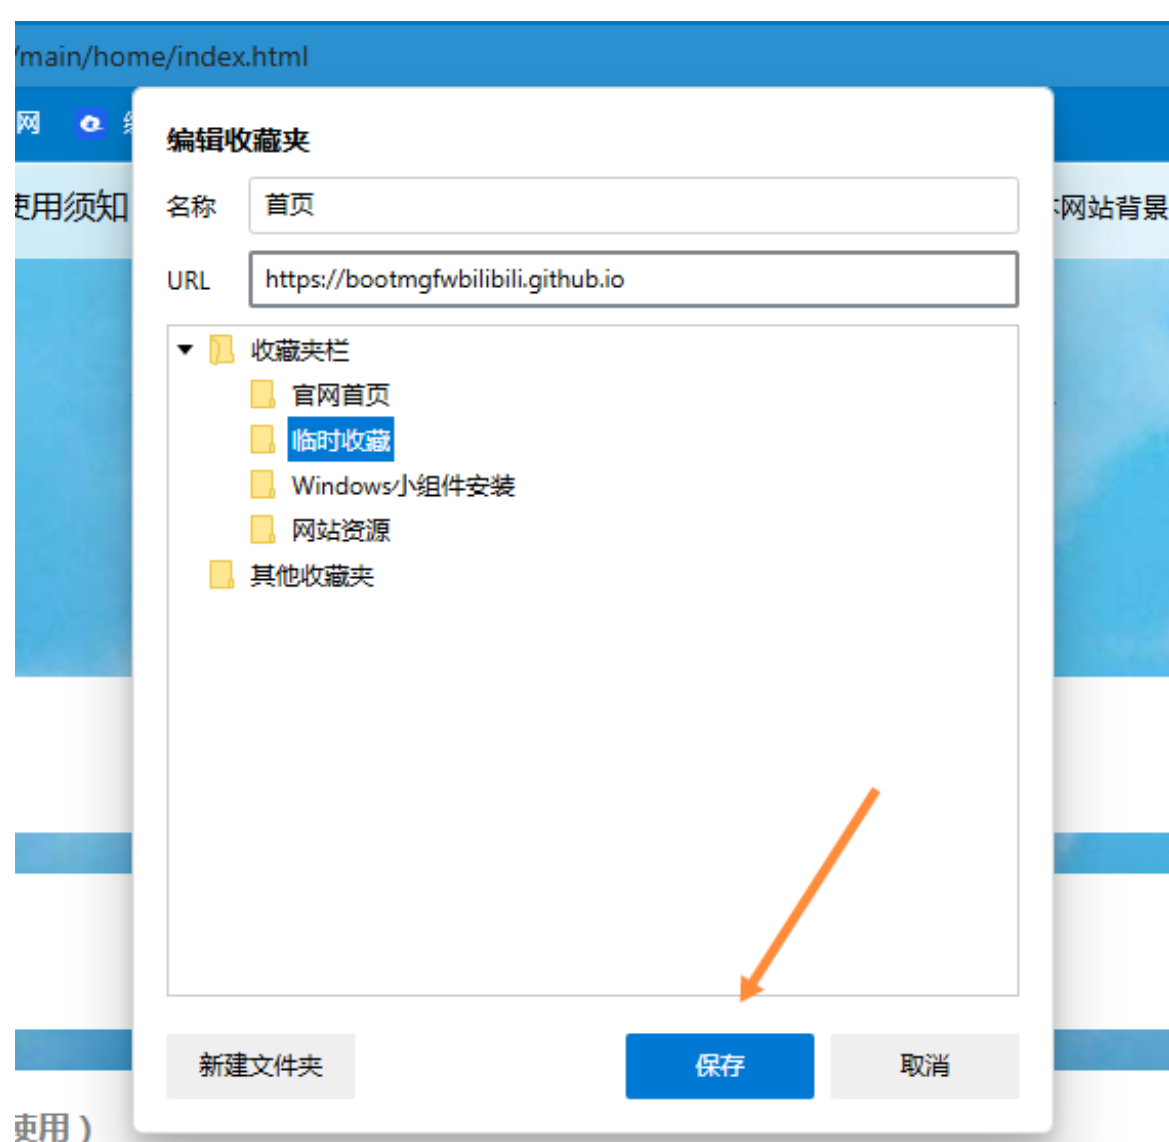 /main/home/index.html
网
使用须知
网站背景
编辑收藏夹
名称 首页
URL https://bootmgfwbilibili.github.io
收藏夹栏
官网首页
临时收藏
Windows小组件安装
网站资源
其他收藏夹
新建文件夹 保存 取消
使用）